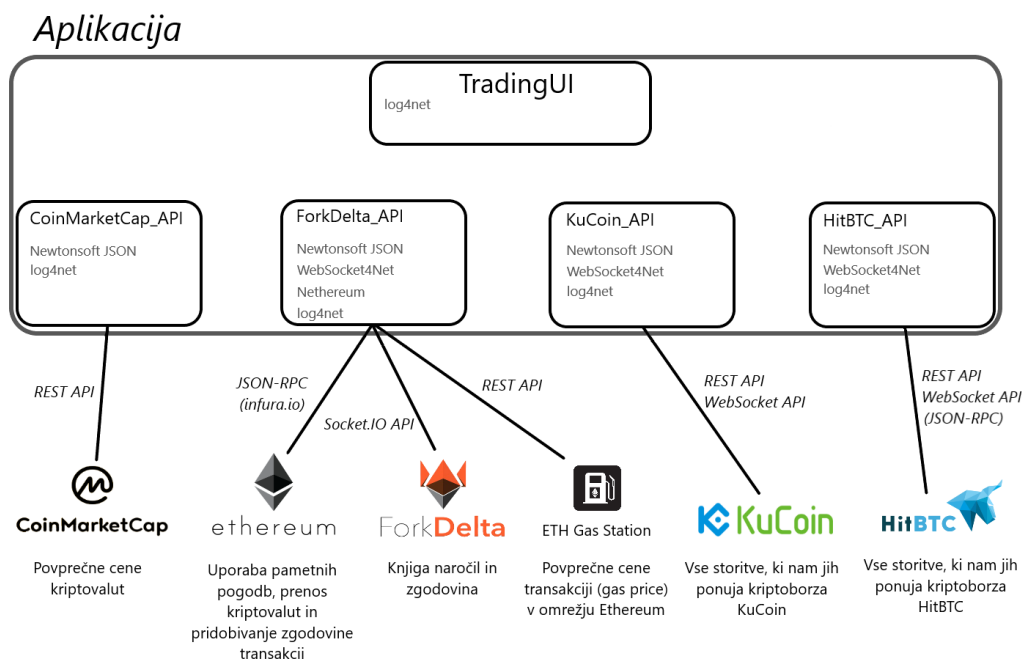 Aplikacija
TradingUI
log4net
CoinMarketCap_API
Newtonsoft JSON
log4net
ForkDelta_API
Newtonsoft JSON
WebSocket4Net
Nethereum
log4net
KuCoin_API
Newtonsoft JSON
WebSocket4Net
log4net
HitBTC_API
Newtonsoft JSON
WebSocket4Net
log4net
REST API
JSON-RPC
(infura.io)
Socket.IO API
REST API
REST API
WebSocket API
REST API
WebSocket API
(JSON-RPC)
CoinMarketCap
Povprečne cene
kriptovalut
ethereum
Uporaba pametnih
pogodb, prenos
kriptovalut in
pridobivanje zgodovine
transakcij
ForkDelta
Knjiga naročil in
zgodovina
ETH Gas Station
Povprečne cene
transakciji (gas price)
v omrežju Ethereum
KuCoin
Vse storitve, ki nam jih
ponuja kriptoborza
KuCoin
HitBTC
Vse storitve, ki nam jih
ponuja kriptoborza
HitBTC